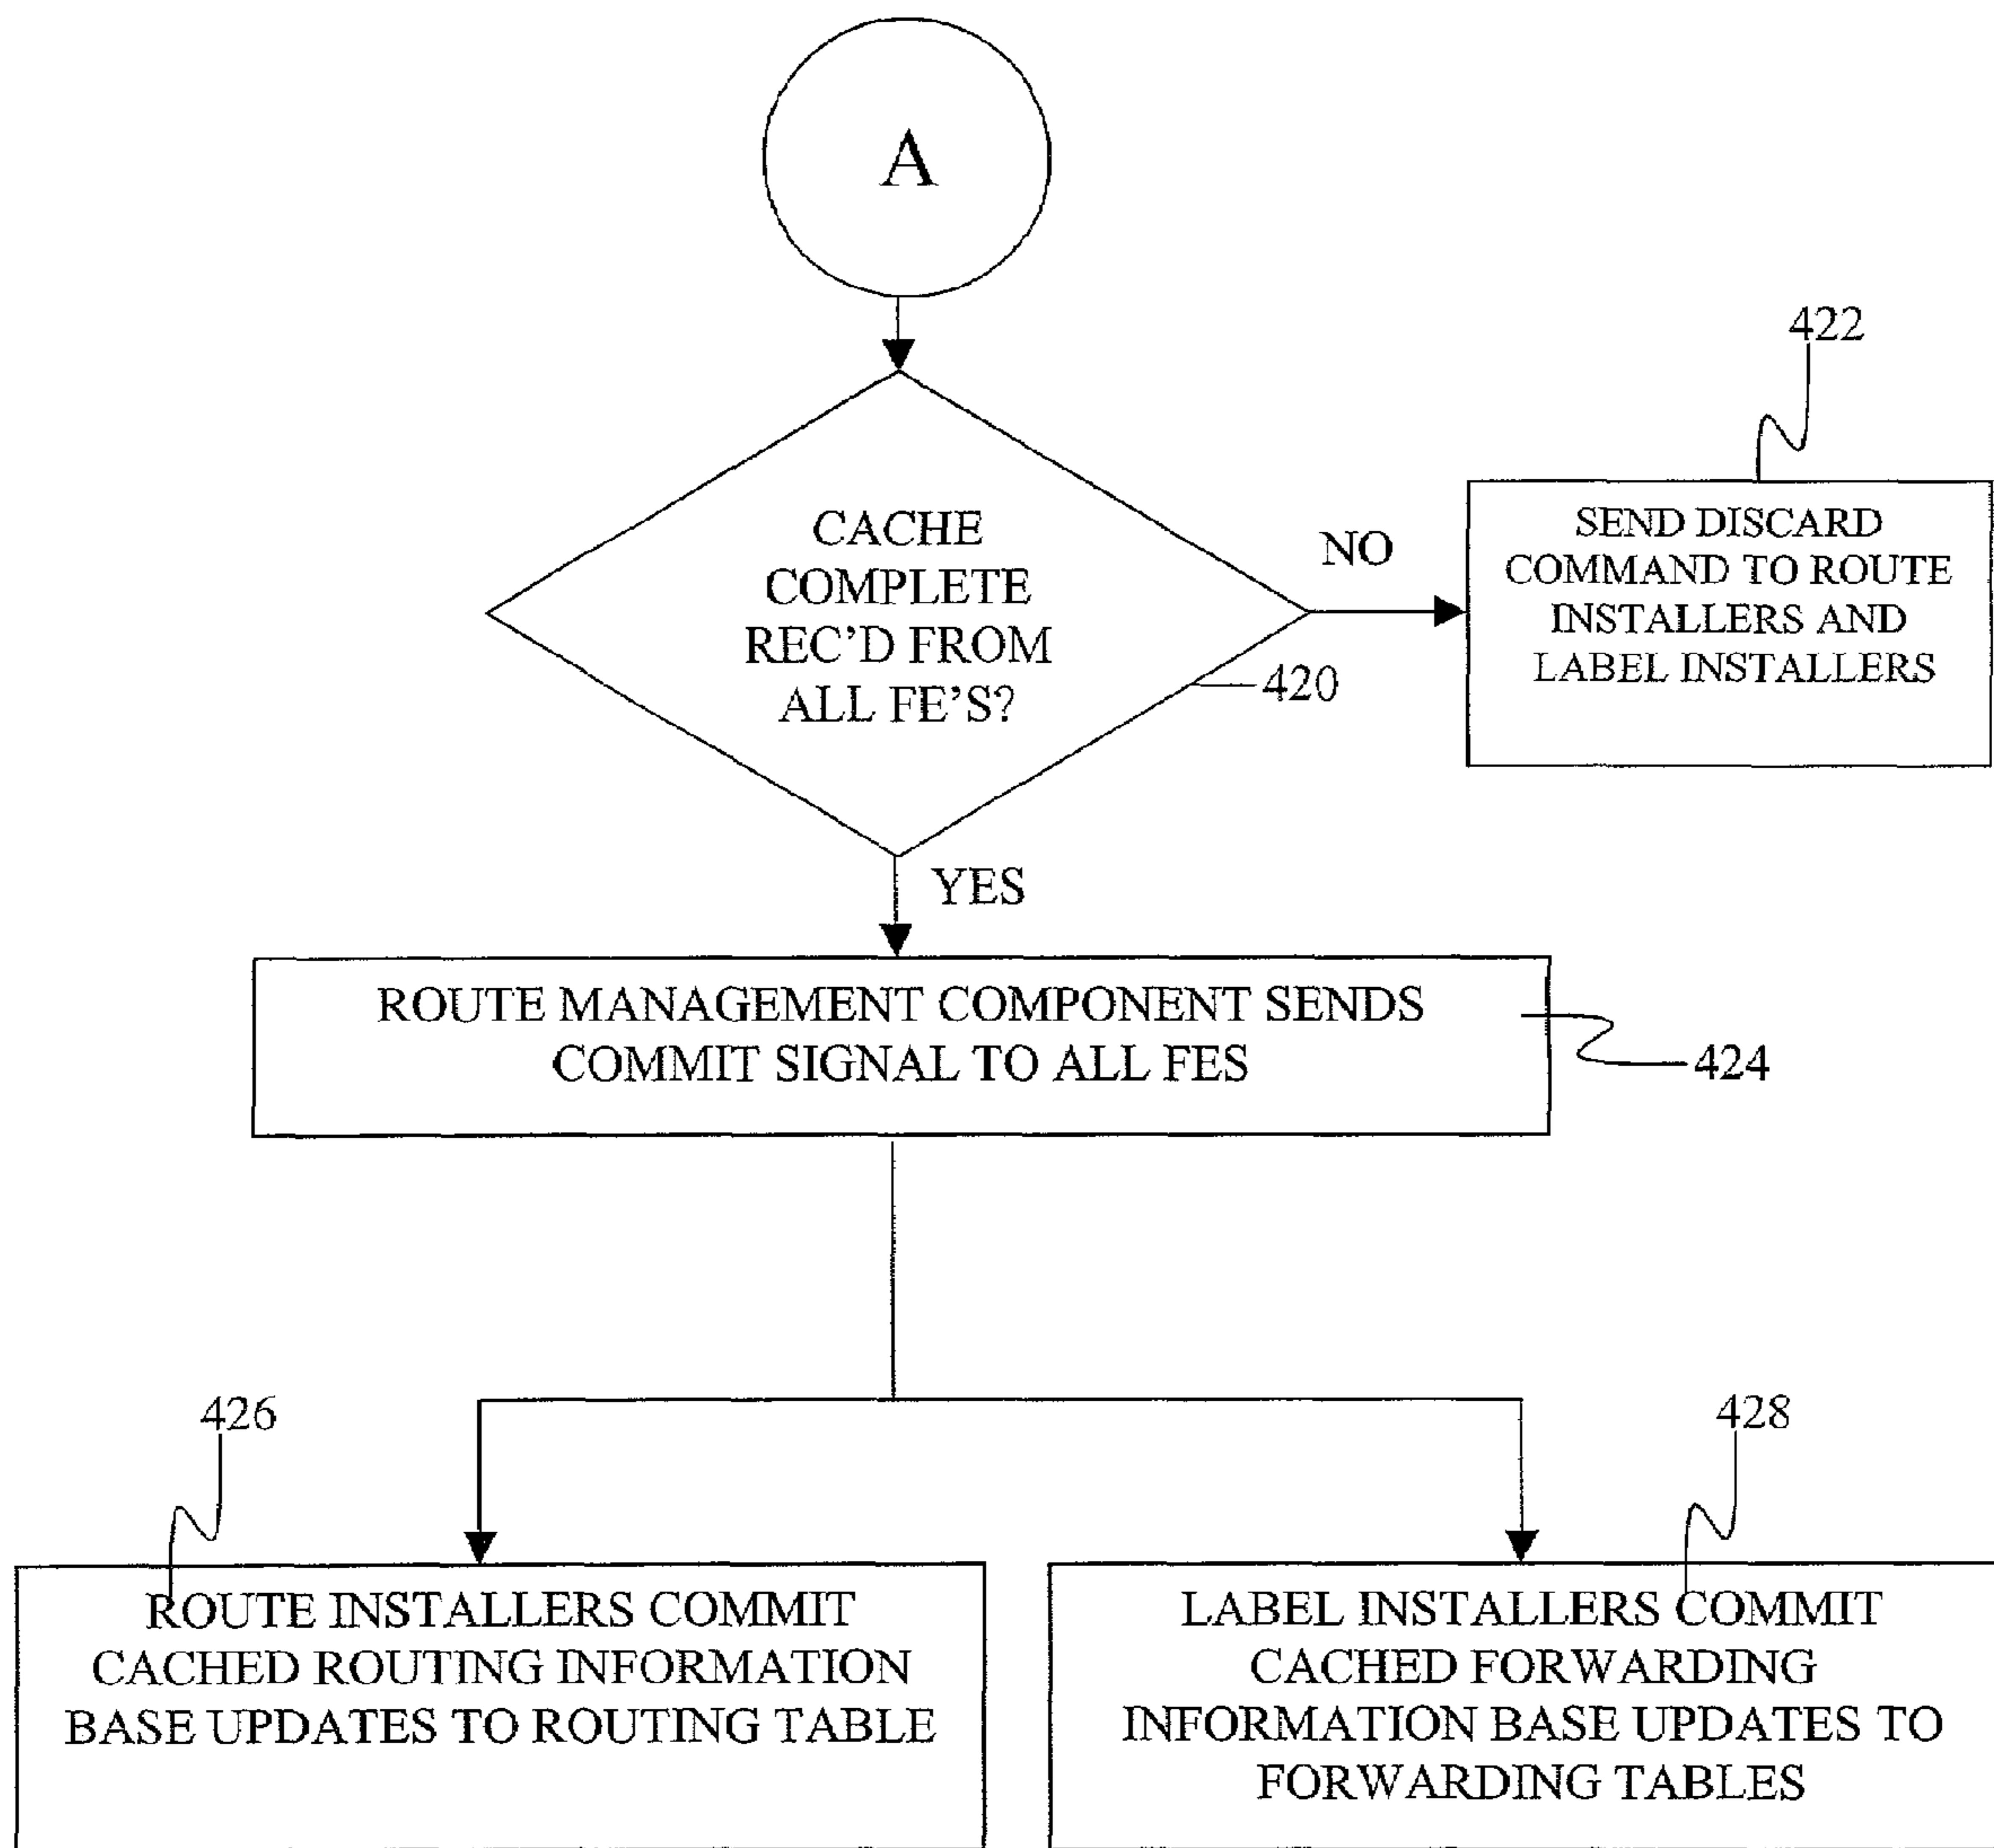 A
422
CACHE
COMPLETE
REC'D FROM
ALL FE'S?
420
NO
SEND DISCARD
COMMAND TO ROUTE
INSTALLERS AND
LABEL INSTALLERS
YES
ROUTE MANAGEMENT COMPONENT SENDS
COMMIT SIGNAL TO ALL FES
424
426
428
ROUTE INSTALLERS COMMIT
CACHED ROUTING INFORMATION
BASE UPDATES TO ROUTING TABLE
LABEL INSTALLERS COMMIT
CACHED FORWARDING
INFORMATION BASE UPDATES TO
FORWARDING TABLES